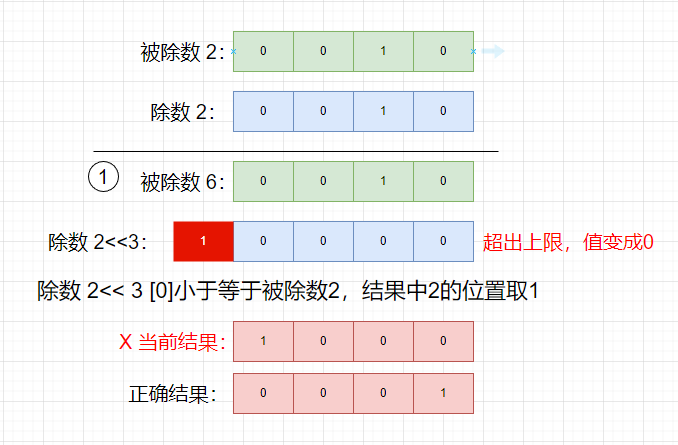 被除数 2： 0 0 1 0
除数 2： 0 0 1 0
1 被除数 6： 0 0 1 0
除数 2<<3： 1 0 0 0 0 超出上限，值变成0
除数 2<< 3 [0]小于等于被除数2，结果中2的位置取1
X 当前结果： 1 0 0 0
正确结果： 0 0 0 1